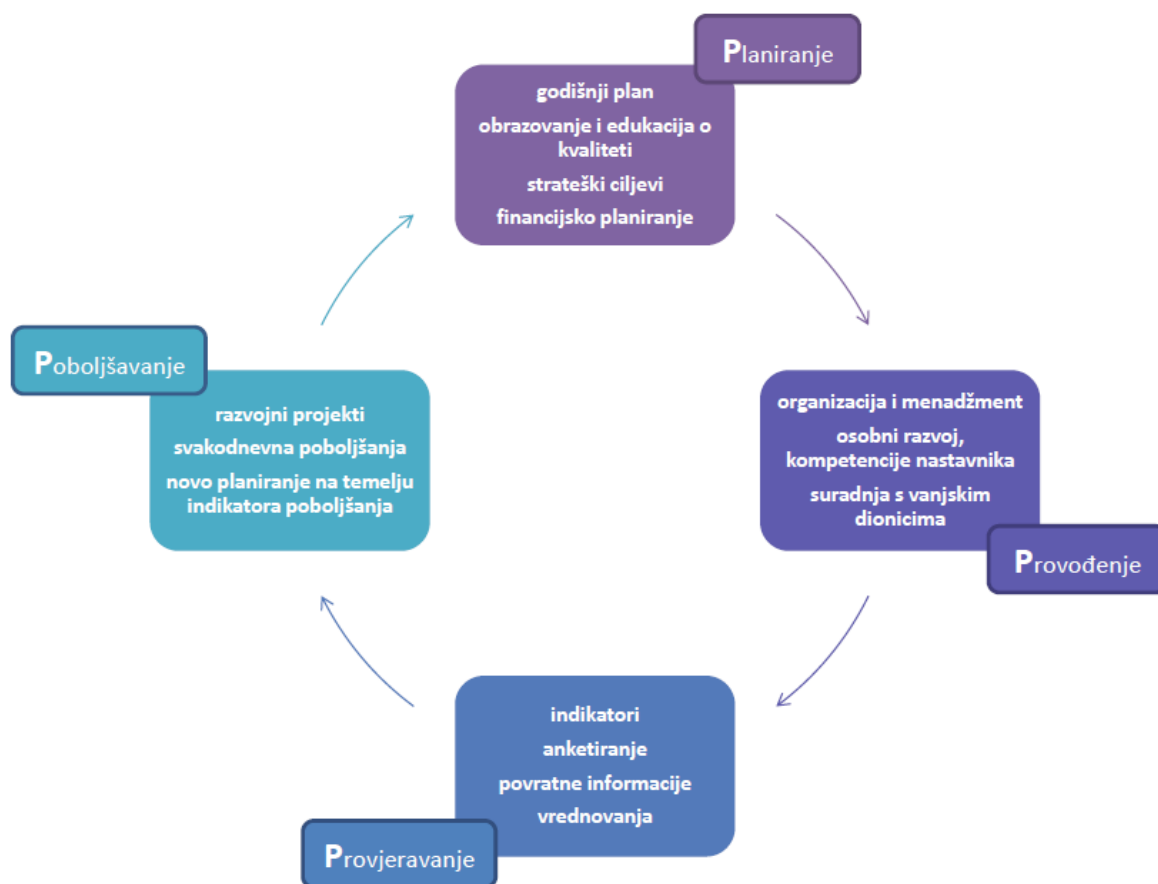 Planiranje
godišnji plan
obrazovanje i edukacija o
kvaliteti
strateški ciljevi
financijsko planiranje
Poboljšavanje
razvojni projekti
svakodnevna poboljšanja
novo planiranje na temelju
indikatora poboljšanja
organizacija i menadžment
osobni razvoj,
kompetencije nastavnika
suradnja s vanjskim
dionicima
Provođenje
indikatori
anketiranje
povratne informacije
vrednovanja
Provjeravanje